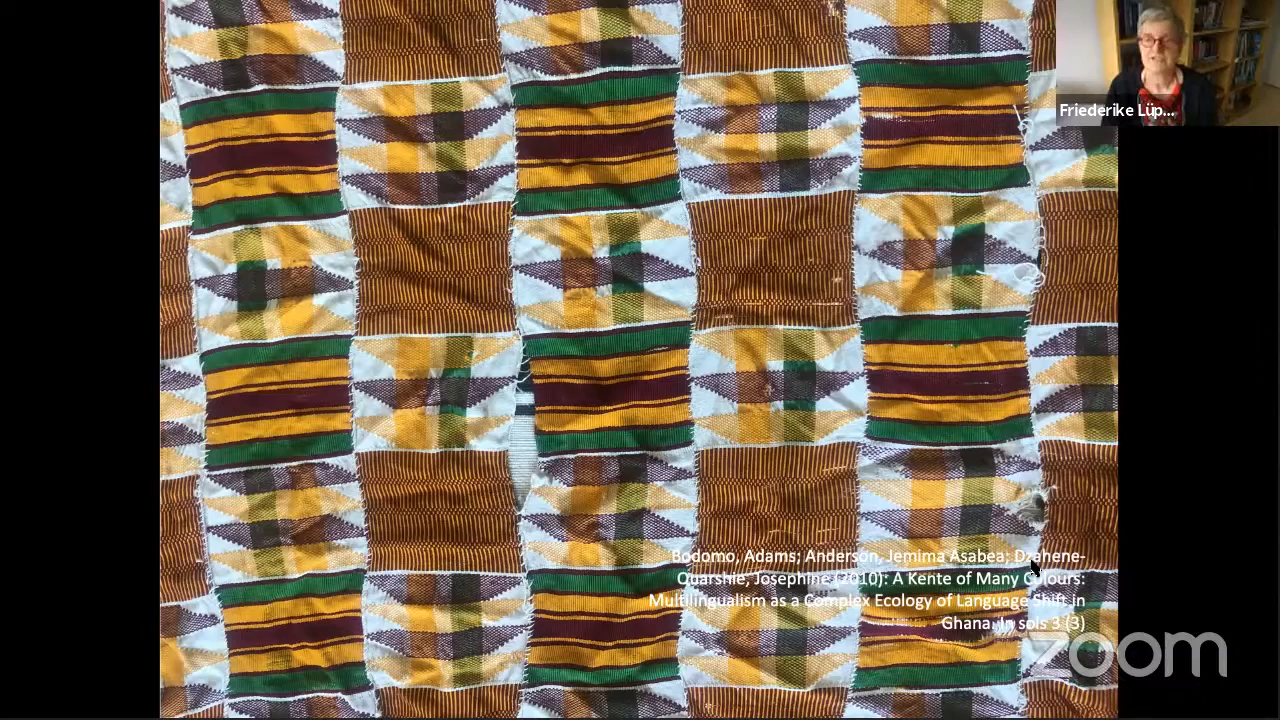 Friederike Lüp...
Bodomo, Adams; Anderson, Jemima Asabea; Dzahene-
Quarshie, Josephine (2010): A Kente of Many Colours:
Multilingualism as a Complex Ecology of Language Shift in
Ghana. In sols 3 (3)
zoom